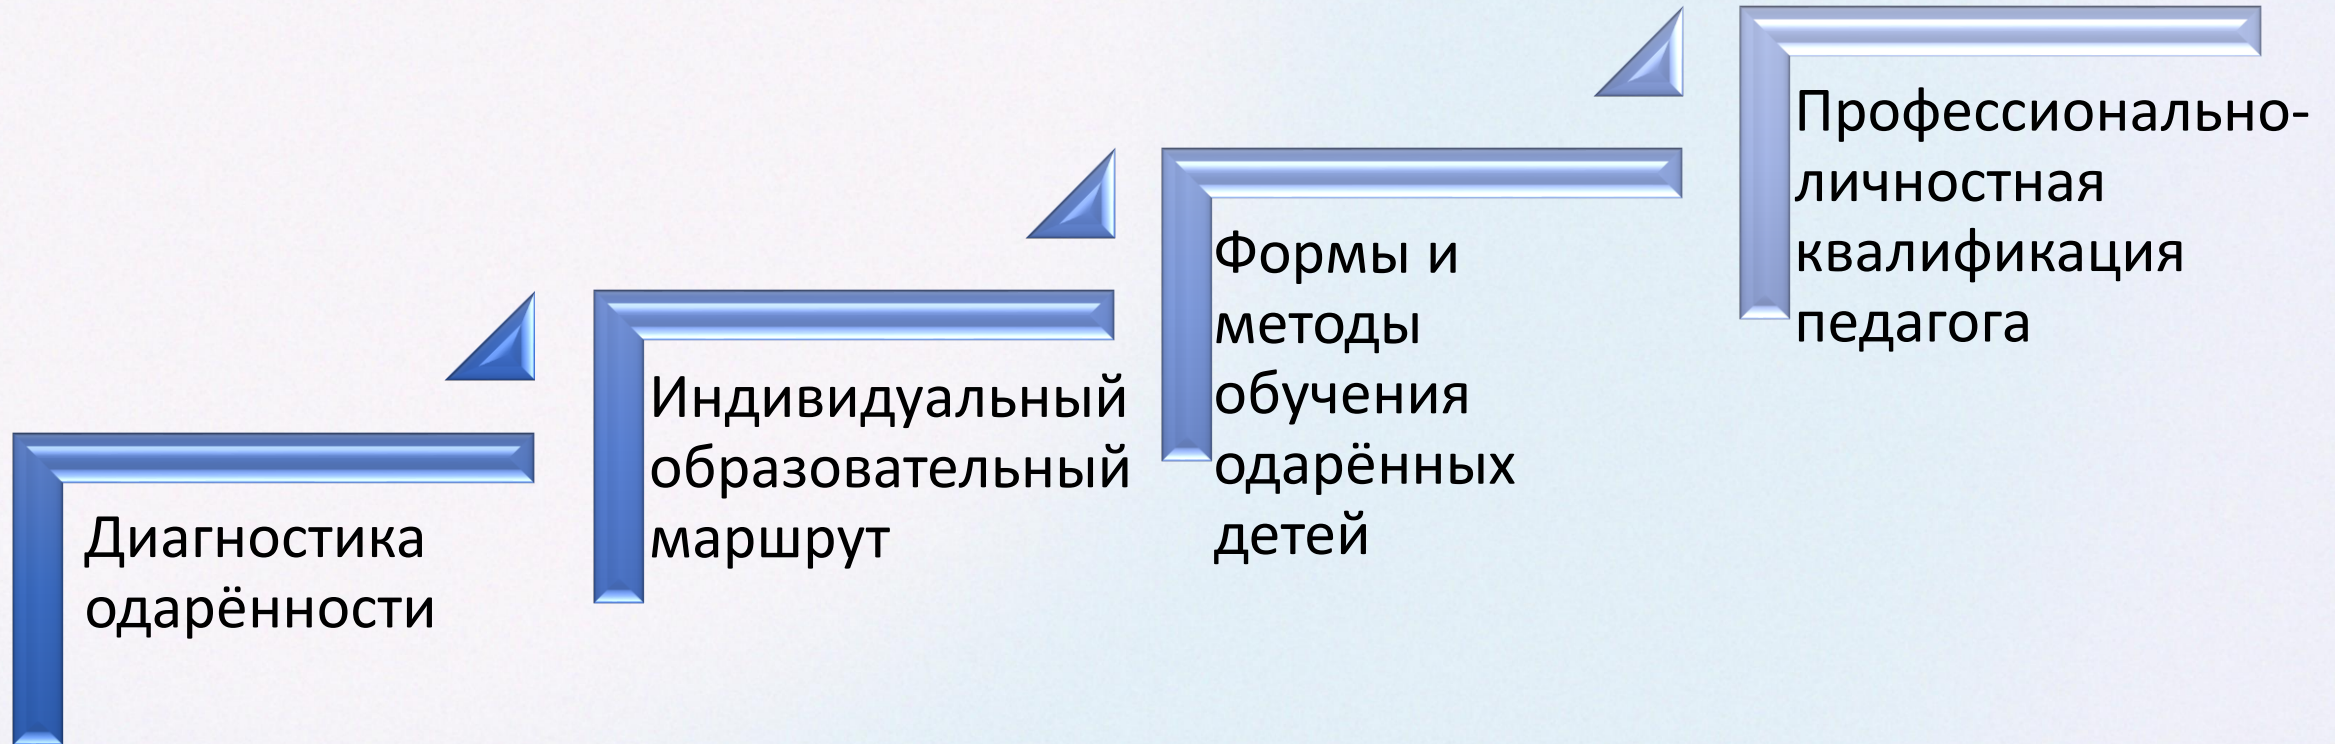 Диагностика
одарённости
Индивидуальный
образовательный
маршрут
Формы и
методы
обучения
одарённых
детей
Профессионально-
личностная
квалификация
педагога